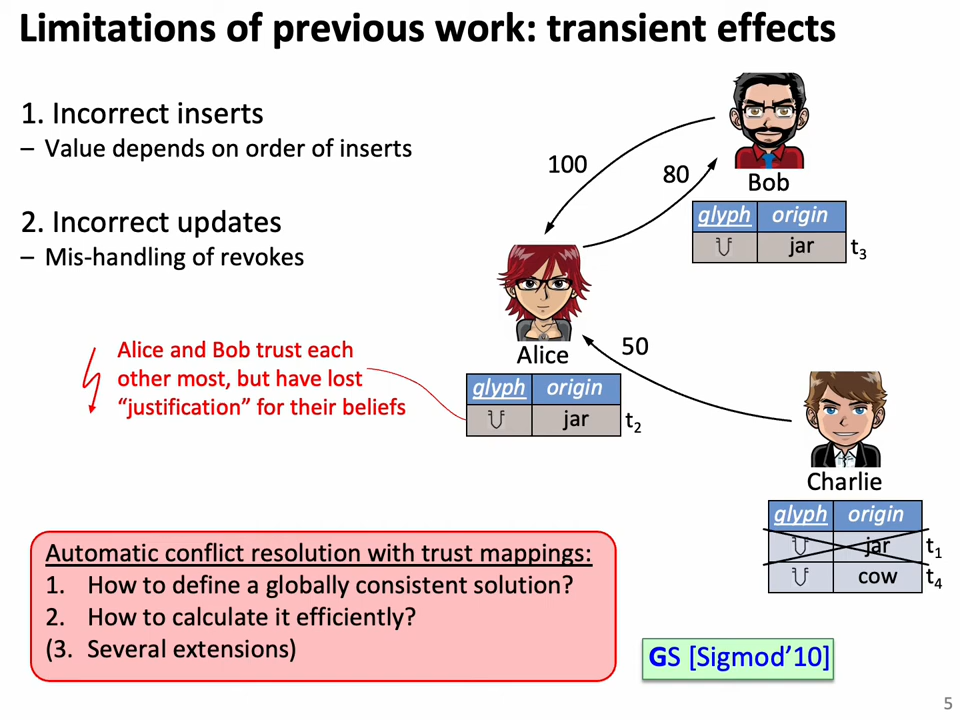 Limitations of previous work: transient effects
1. Incorrect inserts
– Value depends on order of inserts
2. Incorrect updates
– Mis-handling of revokes
100
80
Bob
glyph origin
jar t₃
Alice and Bob trust each
other most, but have lost
“justification” for their beliefs
Alice
glyph origin
jar t₂
50
Charlie
glyph origin
jar t₁
cow t₄
Automatic conflict resolution with trust mappings:
1. How to define a globally consistent solution?
2. How to calculate it efficiently?
(3. Several extensions)
GS [Sigmod’10]
5